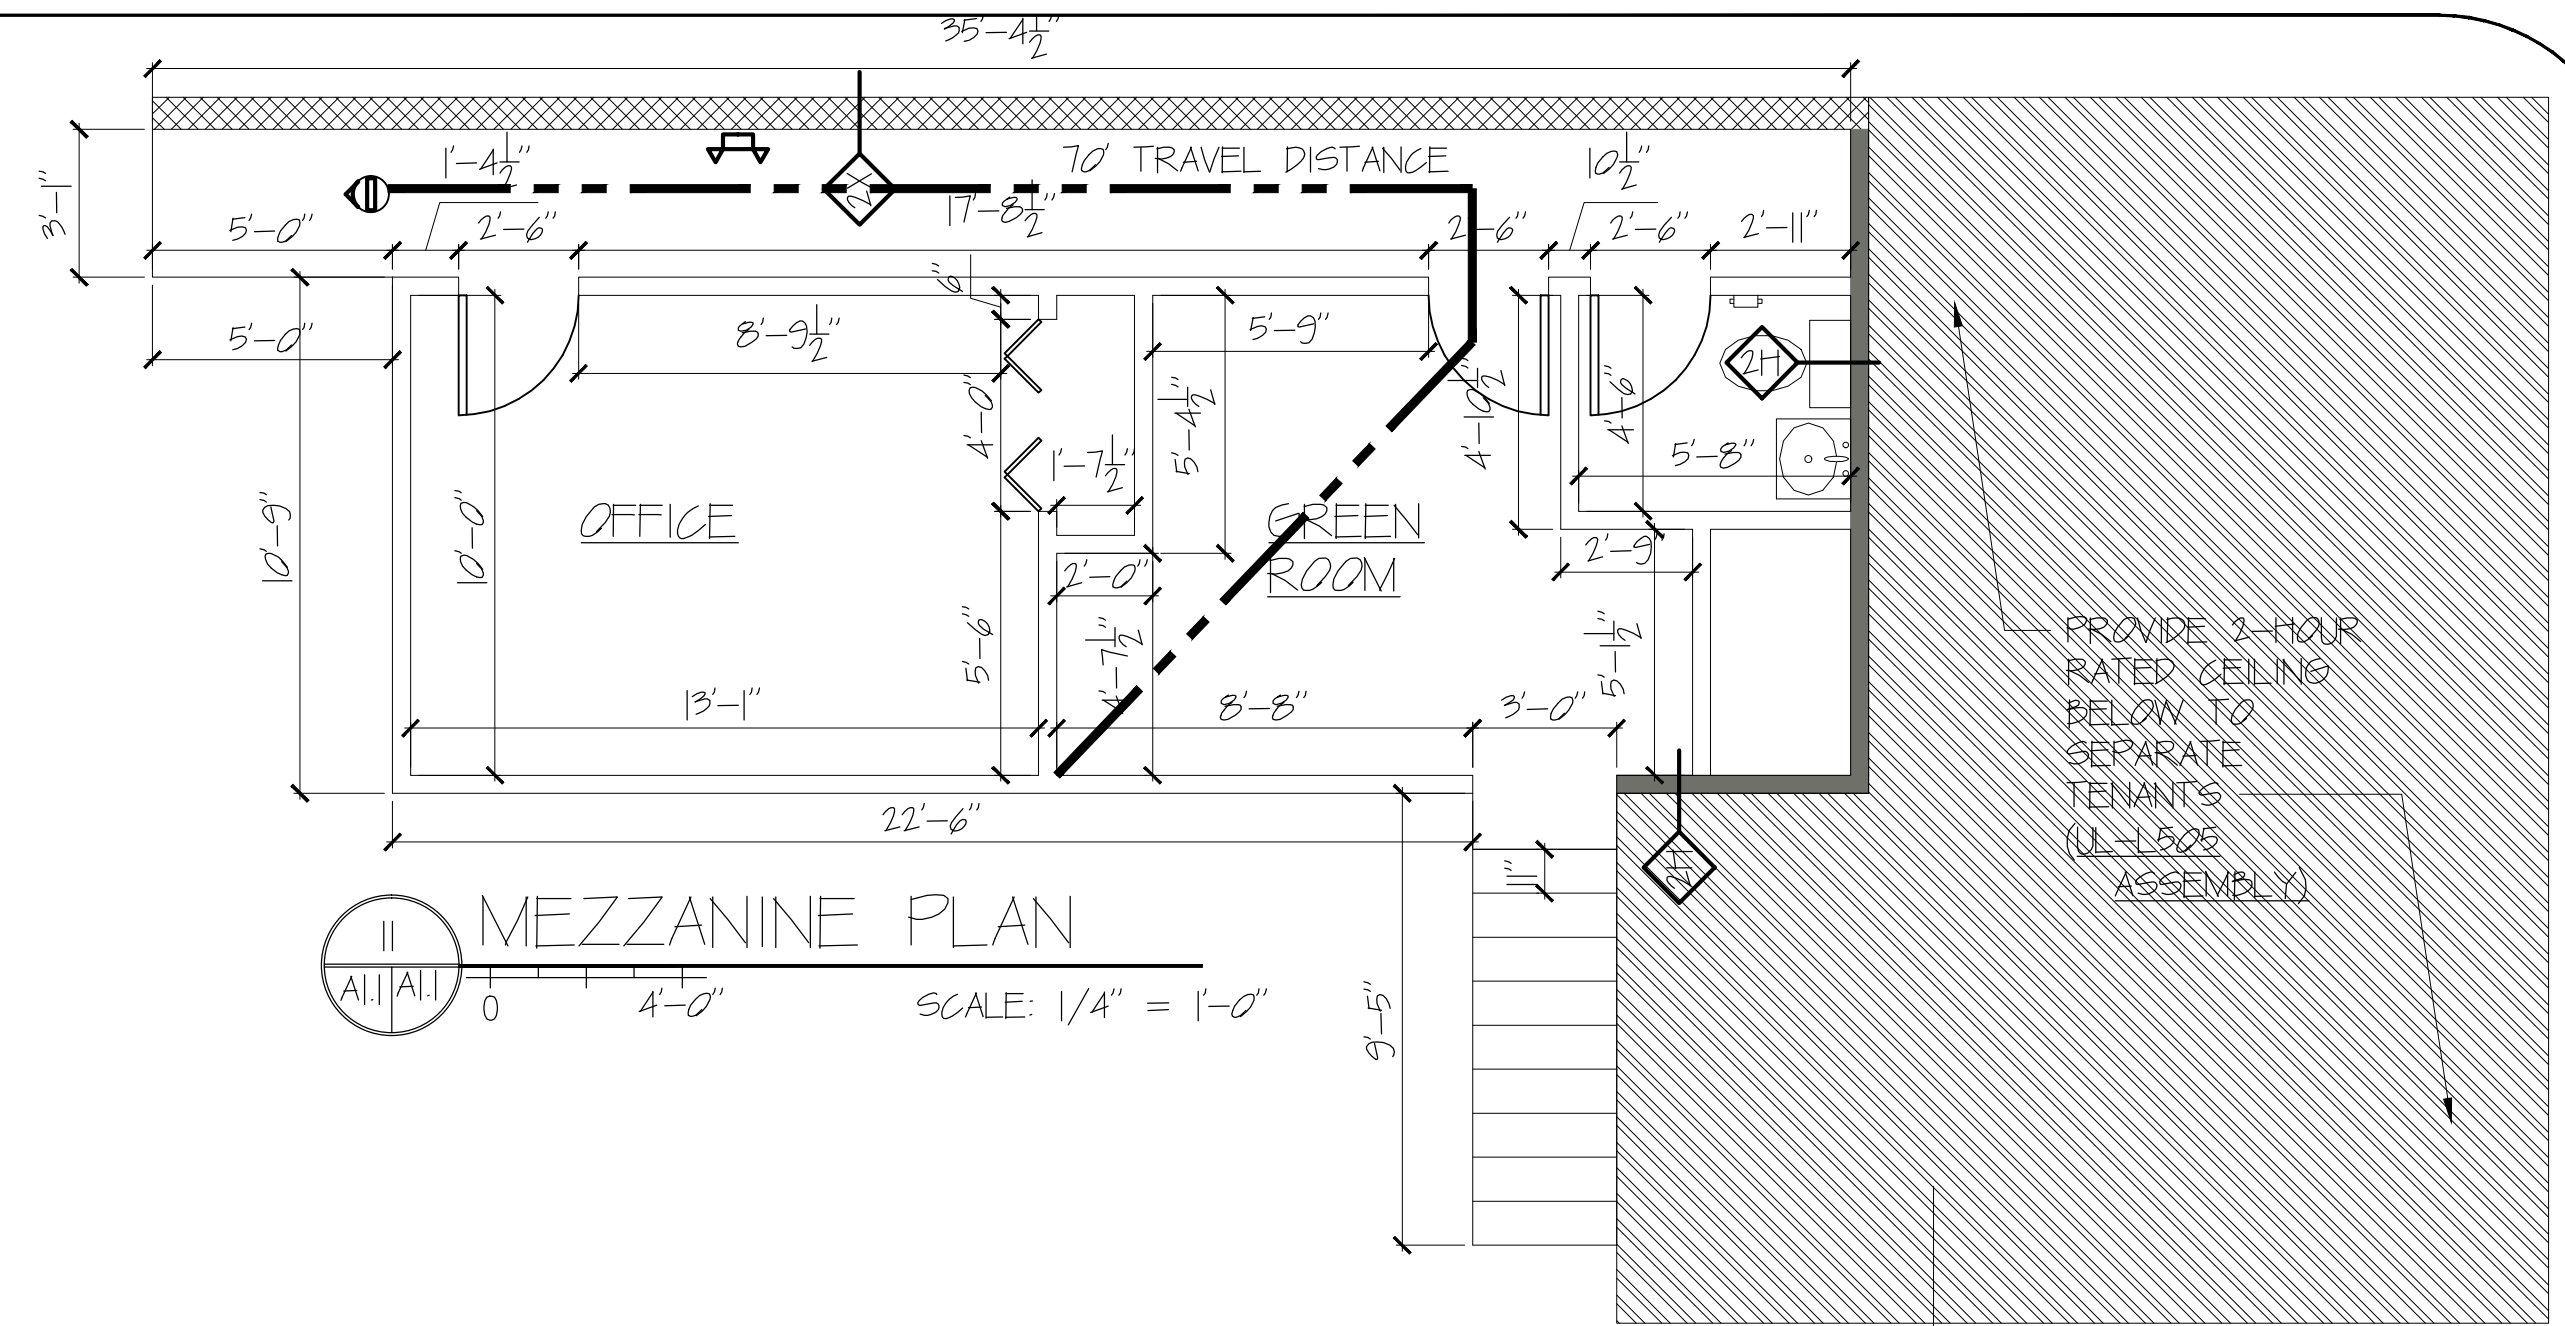 35'-4 1/2"
3'-1"
1'-4 1/2"
70' TRAVEL DISTANCE
10 1/2"
2X
17'-8 1/2"
5'-0"
2'-6"
2'-6"
2'-6"
2'-11"
6"
5'-0"
8'-9 1/2"
5'-9"
2H
4'-0"
5'-4 1/2"
4'-10 1/2"
4'-6"
1'-7 1/2"
5'-8"
10'-9"
10'-0"
OFFICE
GREEN
ROOM
2'-9"
2'-0"
5'-6"
4'-7 1/2"
5'-1 1/2"
13'-1"
8'-8"
3'-0"
22'-6"
11"
2H
9'-5"
PROVIDE 2-HOUR
RATED CEILING
BELOW TO
SEPARATE
TENANTS
(UL-L505
ASSEMBLY)
11
A1.1 A1.1
MEZZANINE PLAN
0 4'-0"
SCALE: 1/4" = 1'-0"